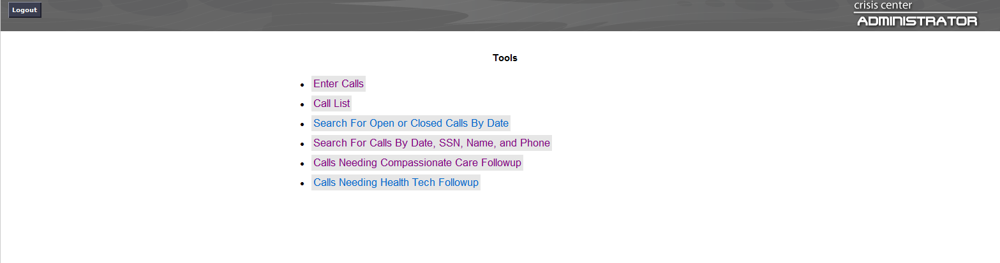 Logout
crisis center
ADMINISTRATOR
Tools
Enter Calls
Call List
Search For Open or Closed Calls By Date
Search For Calls By Date, SSN, Name, and Phone
Calls Needing Compassionate Care Followup
Calls Needing Health Tech Followup